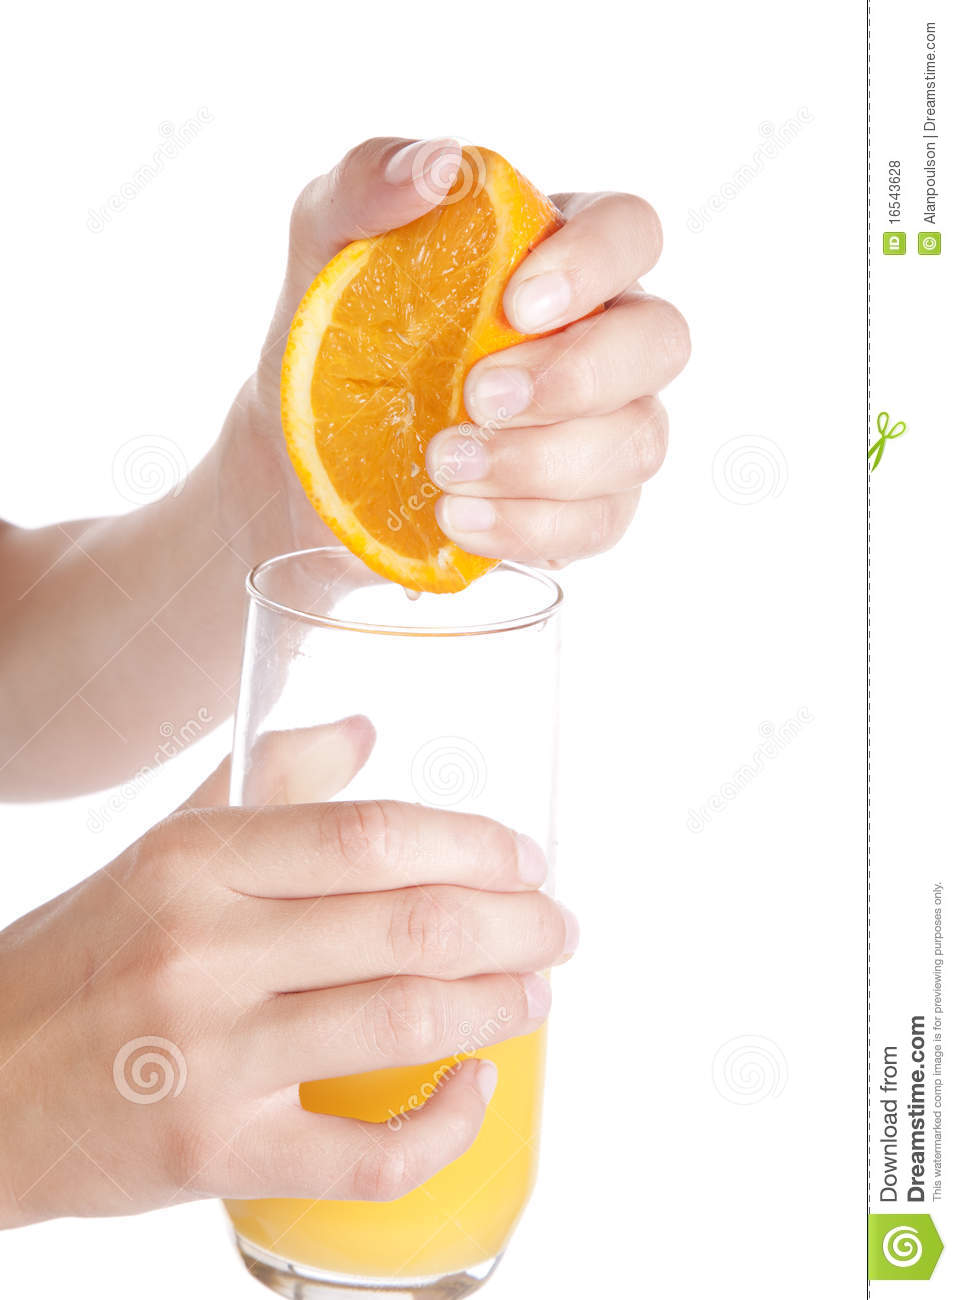 dreamstime
dreamstime
dreamstime
dreamstime
dreamstime
dreamstime
ID 16543628
© Alanpoulson | Dreamstime.com
Download from
Dreamstime.com
This watermarked comp image is for previewing purposes only.